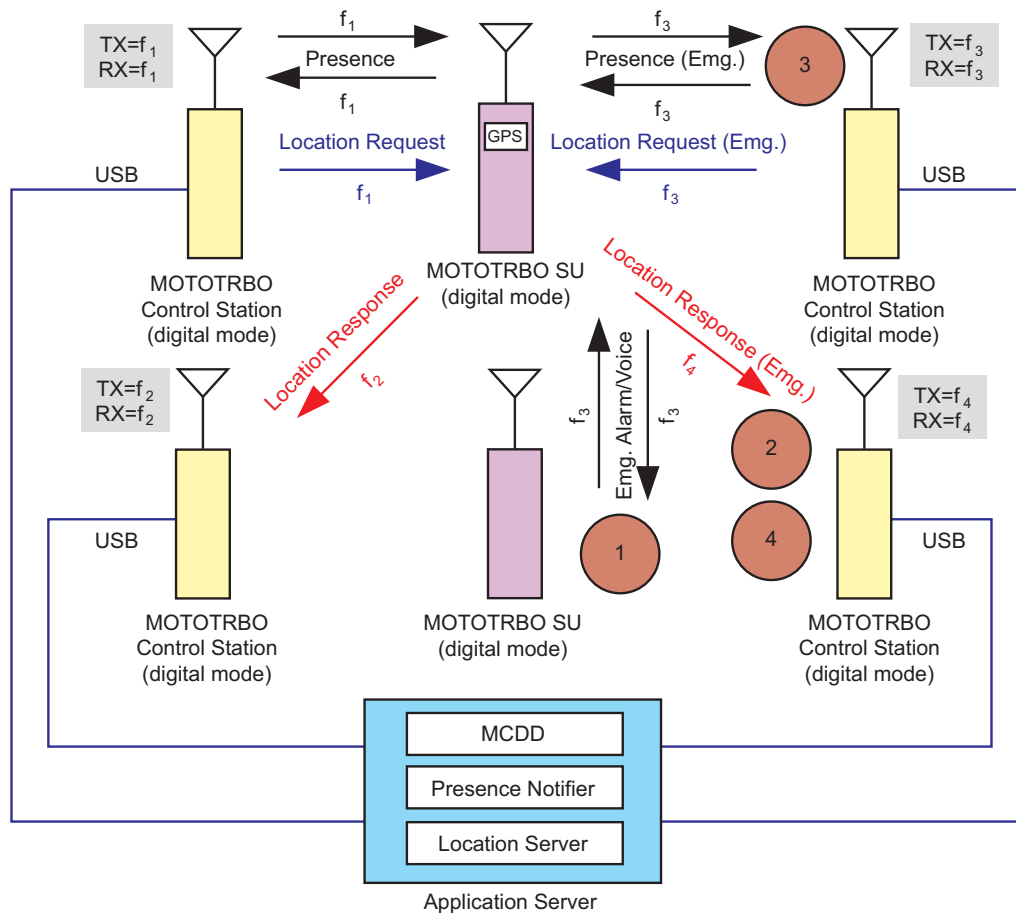 TX=f1
RX=f1
f1
Presence
f1
Location Request
f1
USB
MOTOTRBO
Control Station
(digital mode)
GPS
MOTOTRBO SU
(digital mode)
f3
Presence (Emg.)
f3
Location Request (Emg.)
f3
3
TX=f3
RX=f3
USB
MOTOTRBO
Control Station
(digital mode)
Location Response
f2
Location Response (Emg.)
f4
TX=f2
RX=f2
USB
MOTOTRBO
Control Station
(digital mode)
f3
Emg. Alarm/Voice
f3
1
MOTOTRBO SU
(digital mode)
2
4
TX=f4
RX=f4
USB
MOTOTRBO
Control Station
(digital mode)
MCDD
Presence Notifier
Location Server
Application Server